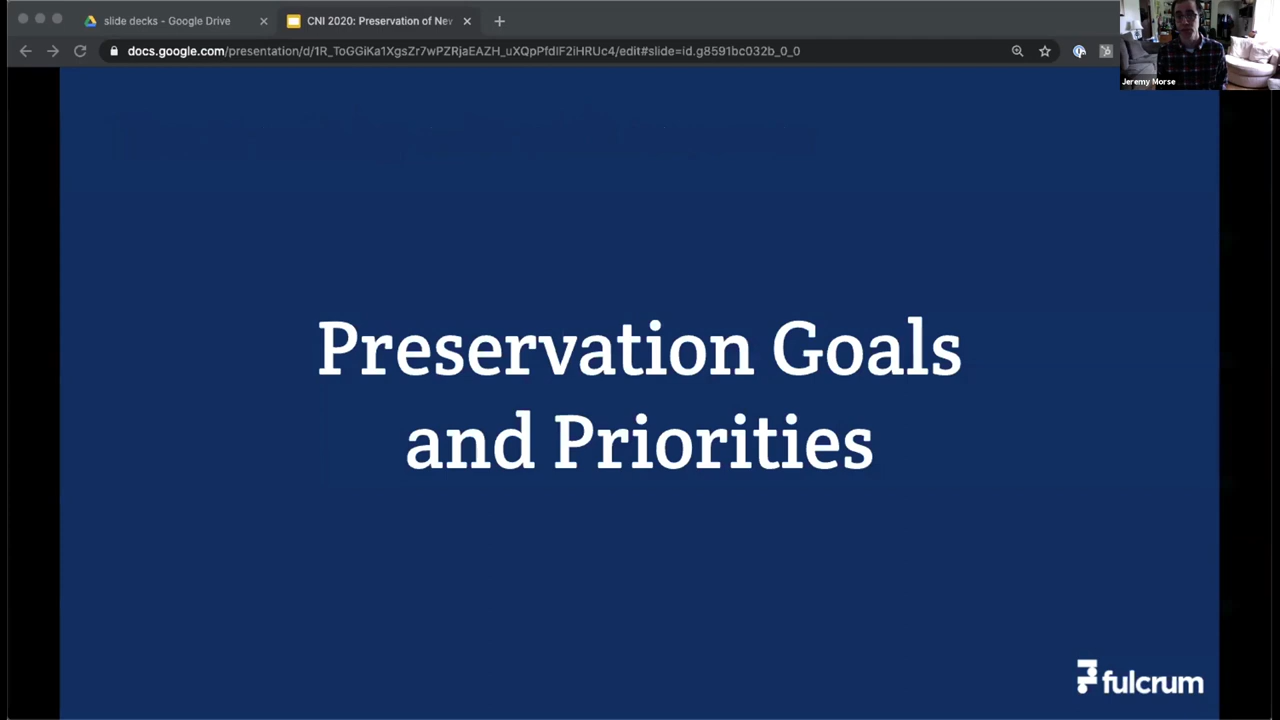 slide decks - Google Drive
CNI 2020: Preservation of Nev
docs.google.com/presentation/d/1R_ToGGiKa1XgsZr7wPZRjaEAZH_uXQpPfdIF2iHRUc4/edit#slide=id.g8591bc032b_0_0
Jeremy Morse
Preservation Goals
and Priorities
fulcrum